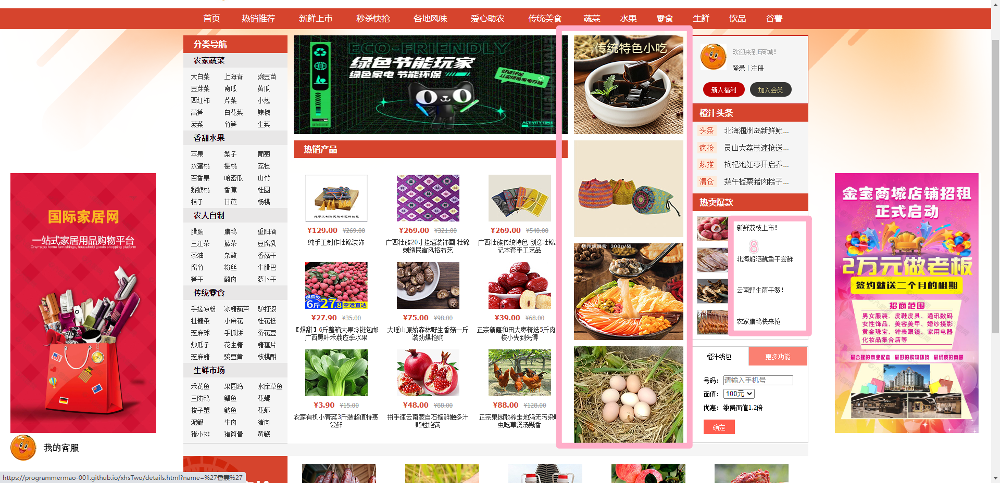 首页 热销推荐 新鲜上市 秒杀快抢 各地风味 爱心助农 传统美食 蔬菜 水果 零食 生鲜 饮品 谷薯
分类导航
农家蔬菜
大白菜 上海青 豌豆苗
豆芽菜 南瓜 黄瓜
西红柿 芹菜 小葱
莴笋 白花菜 辣椒
菠菜 竹笋 生菜
香甜水果
苹果 梨子 葡萄
水蜜桃 樱桃 荔枝
百香果 哈密瓜 山竹
猕猴桃 香蕉 桂圆
桔子 甘蔗 杨桃
农人自制
腊肠 腊鸭 重阳酒
三江茶 藤茶 豆腐乳
茶油 杂酸 香菇干
腐竹 粉丝 牛腊巴
笋干 酸肉 萝卜干
传统零食
手搓凉粉 冰糖葫芦 驴打滚
扯糖条 小麻花 桂花糕
芝麻球 手抓饼 蚕花豆
炒瓜子 花生糖 糖藕片
芝麻糖 豌豆黄 核桃酥
生鲜市场
禾花鱼 果园鸡 水库草鱼
三防鸭 鲳鱼 花螺
梭子蟹 鲍鱼 花虾
泥鳅 牛肉 猪肉
猪小排 猪筒骨 黄鳝
ECO-FRIENDLY
绿色节能玩家
绿色家电 节能环保
低碳环保
从买绿色家电开始
ACTIVITY TIME
热销产品
¥129.00 ¥269.00
纯手工制作壮锦装饰
¥269.00 ¥321.00
广西壮族20寸挂墙装饰画 壮锦
刺绣民宿风格布艺
¥269.00 ¥540.00
广西壮族传统特色 创意壮锦
记本套手工艺品
爆卖价
6斤27.8 空运直达
¥27.90 ¥35.00
【爆甜】6斤整箱大果冷链包邮
广西黑叶禾荔应季水果
¥75.00 ¥98.00
大瑶山原始森林野生香菇一斤
装劲爆抢购
¥39.00 ¥68.00
正宗新疆和田大枣精选5斤肉
核小先到先得
¥3.90 ¥15.00
农家有机小青菜3斤装超值特惠
尝鲜
¥48.00 ¥88.00
拼手速云南蒙自石榴鲜嫩多汁
颗粒饱满
¥88.00 ¥128.00
正宗果园散养走地鸡无污染
虫吃草煲汤贼香
传统特色小吃
柳州螺蛳粉 300g/袋
欢迎来到E商城!
登录 | 注册
新人福利 加入会员
橙汁头条
头条 北海涠洲岛新鲜鱿...
疯抢 灵山大荔枝速抢送...
热推 枸杞泡红枣开启养...
清仓 端午板栗猪肉粽子...
热卖爆款
新鲜荔枝上市!
8
北海船晒鱿鱼干尝鲜
云南野生菌干赞!
农家腊鸭快来抢
橙汁钱包 更多功能
号码: 请输入手机号
面值: 100元
优惠: 缴费面值1.2倍
确定
国际家居网
一站式家居用品购物平台
One-stop home furnishings, household goods shopping platform
我的客服
金宝商城店铺招租
正式启动
2万元做老板
签约就送二个月的租期
招商范围
男女服装、皮鞋皮具、通讯数码
女性饰品、美容美甲、婚纱摄影
黄金珠宝、钟表眼镜、家用电器
化妆品集合店等
最合理的商业配套 最好的购物环境 最优质的商圈
https://programmermao-001.github.io/xhsTwo/details.html?name=%27香囊%27